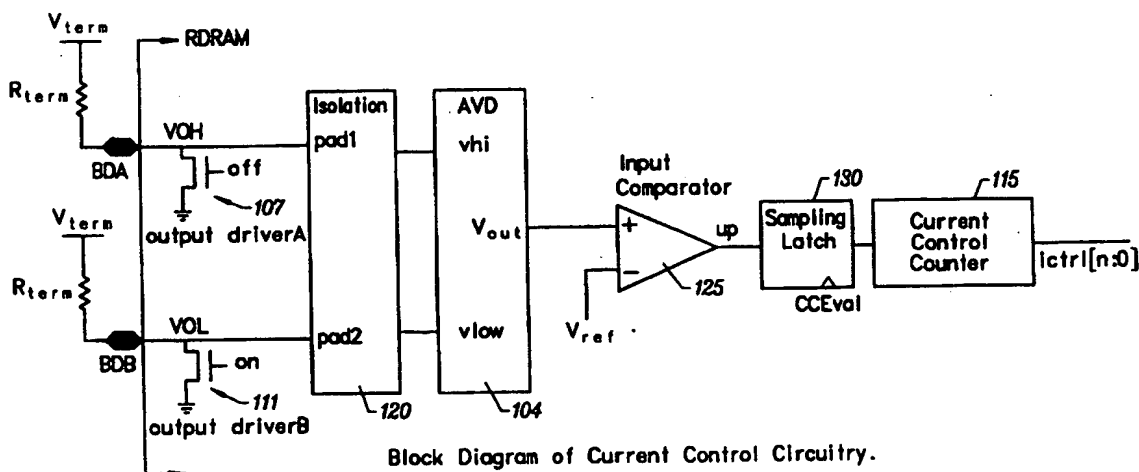 Vterm
RDRAM
Rterm
VOH
BDA
off
107
output driverA
Isolation
pad1
AVD
vhi
Vout
Input
Comparator
+
−
125
up
Vref
130
Sampling
Latch
CCEval
115
Current
Control
Counter
ictrl[n:0]
Vterm
Rterm
VOL
BDB
on
111
output driverB
pad2
120
vlow
104
Block Diagram of Current Control Circuitry.